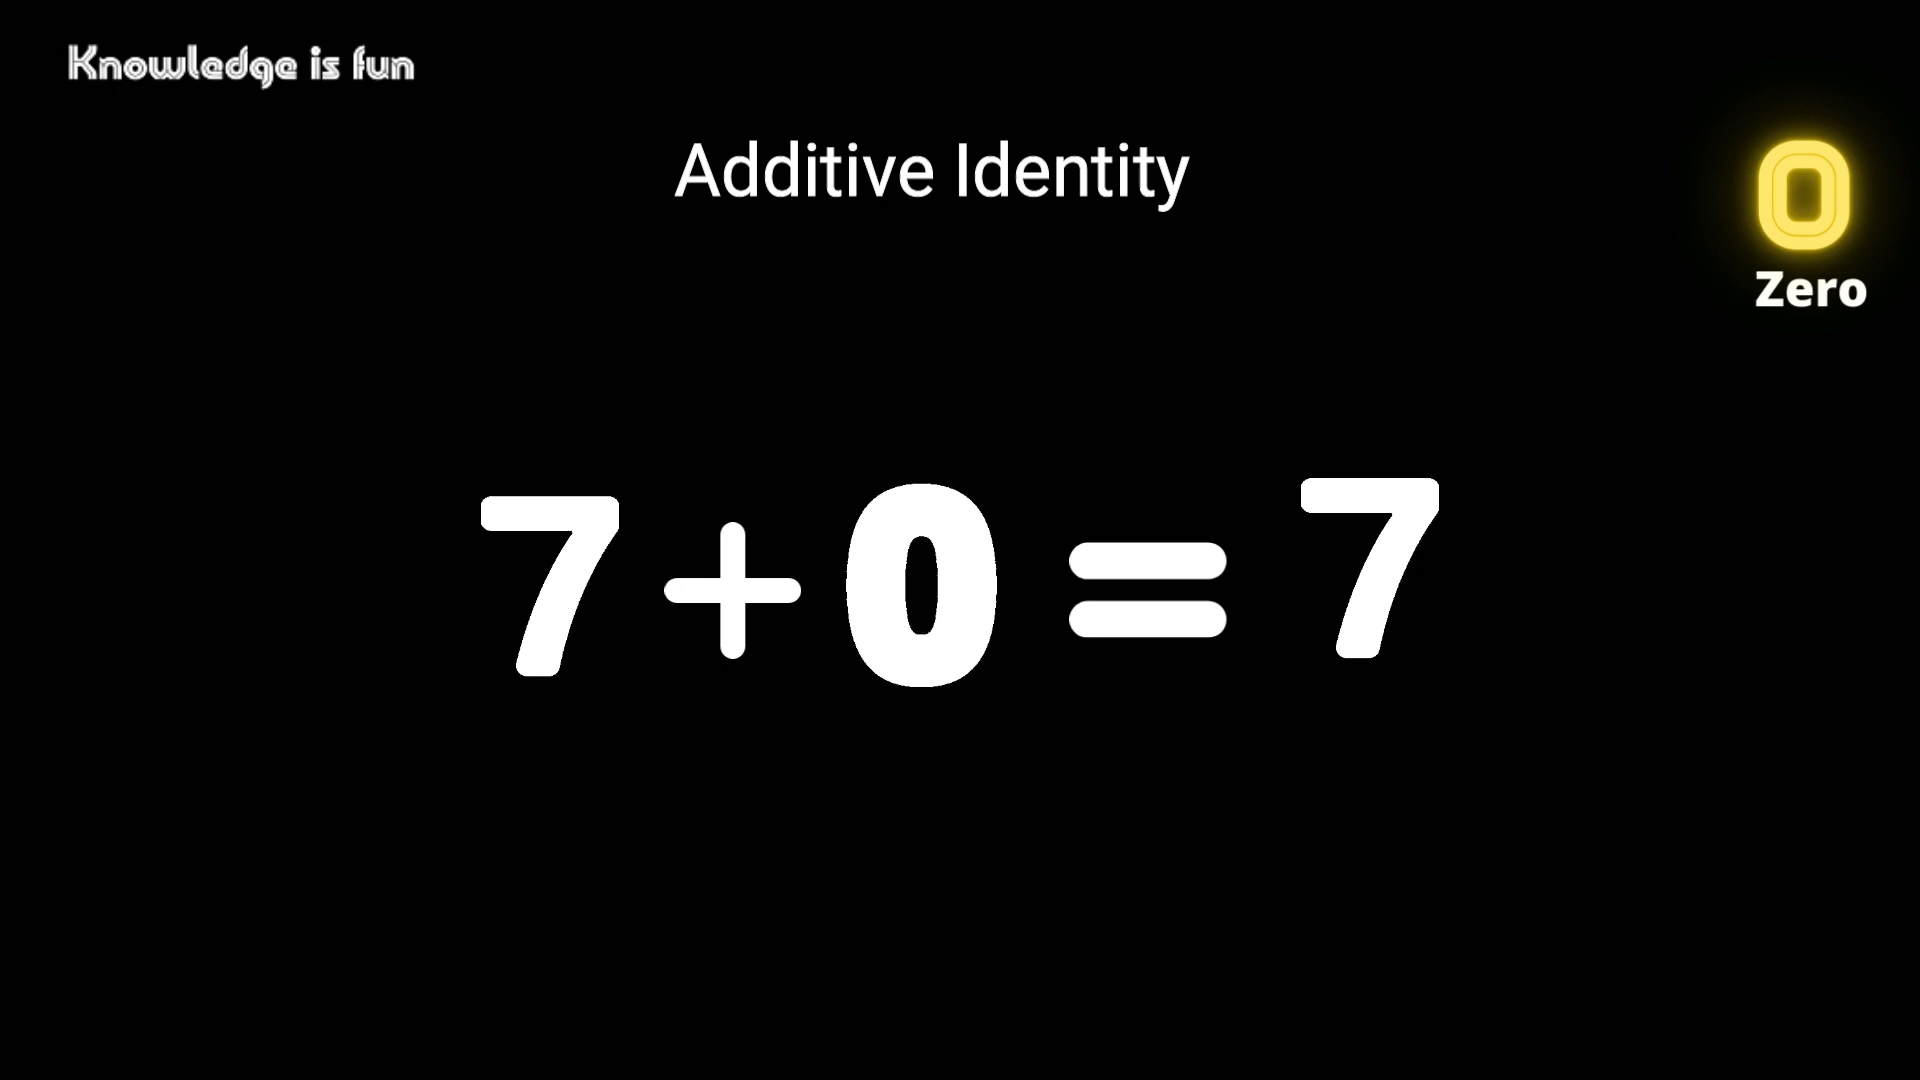 Knowledge is fun
Additive Identity
0
Zero
7+0=7